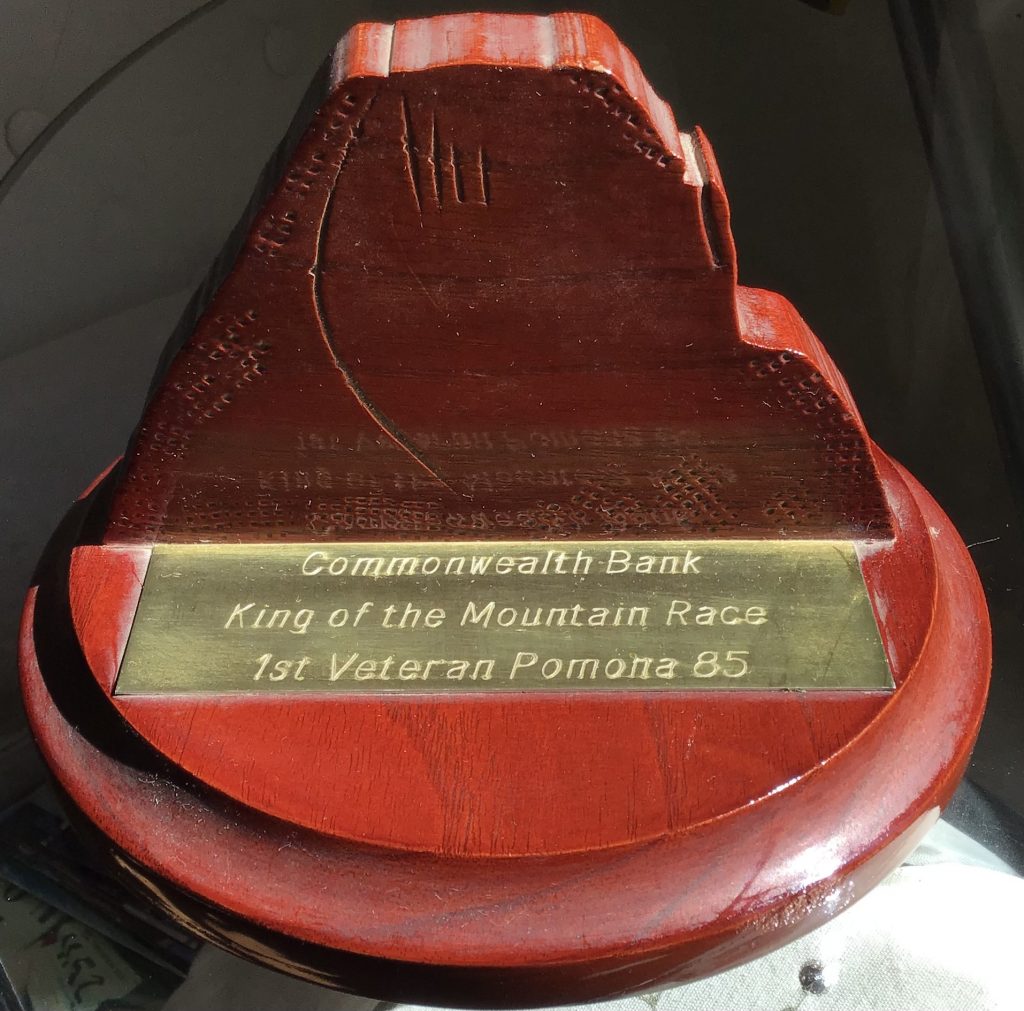 Commonwealth Bank
King of the Mountain Race
1st Veteran Pomona 85